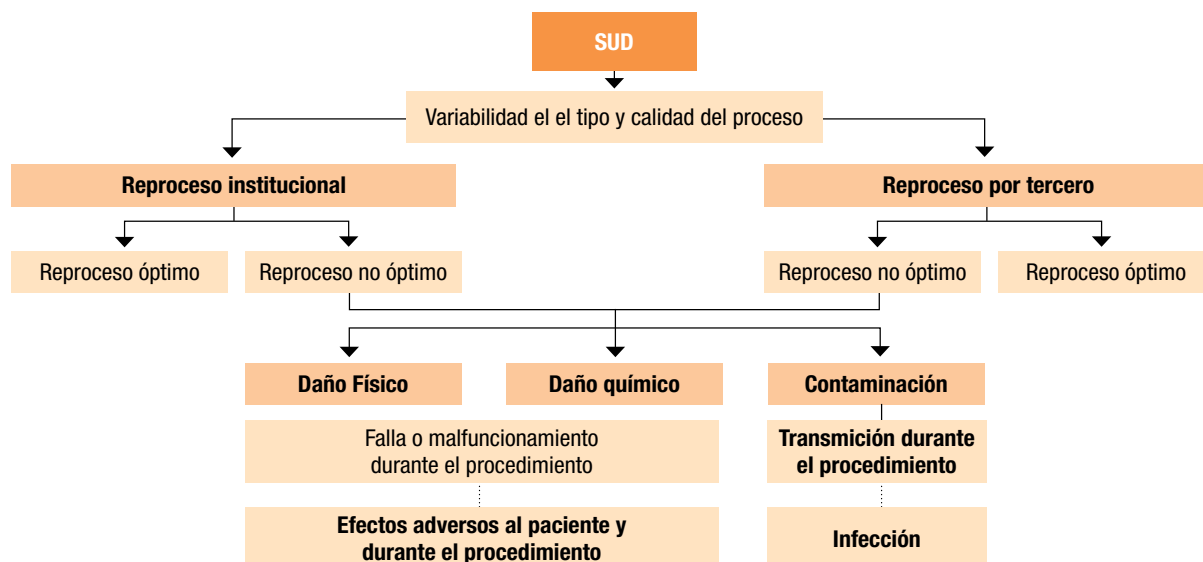 SUD
Variabilidad el el tipo y calidad del proceso
Reproceso institucional
Reproceso por tercero
Reproceso óptimo
Reproceso no óptimo
Reproceso no óptimo
Reproceso óptimo
Daño Físico
Daño químico
Contaminación
Falla o malfuncionamiento
durante el procedimiento
Transmición durante
el procedimiento
Efectos adversos al paciente y
durante el procedimiento
Infección